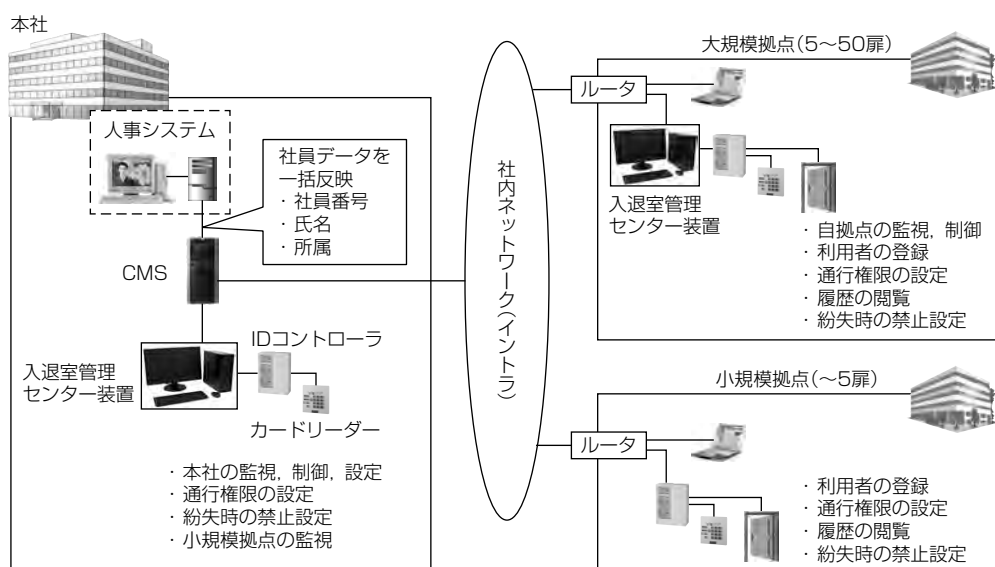 本社
人事システム
社員データを
一括反映
・社員番号
・氏名
・所属
CMS
IDコントローラ
入退室管理
センター装置
カードリーダー
・本社の監視，制御，設定
・通行権限の設定
・紛失時の禁止設定
・小規模拠点の監視
社内ネットワーク(イントラ)
大規模拠点(5～50扉)
ルータ
入退室管理
センター装置
・自拠点の監視，制御
・利用者の登録
・通行権限の設定
・履歴の閲覧
・紛失時の禁止設定
小規模拠点(～5扉)
ルータ
・利用者の登録
・通行権限の設定
・履歴の閲覧
・紛失時の禁止設定